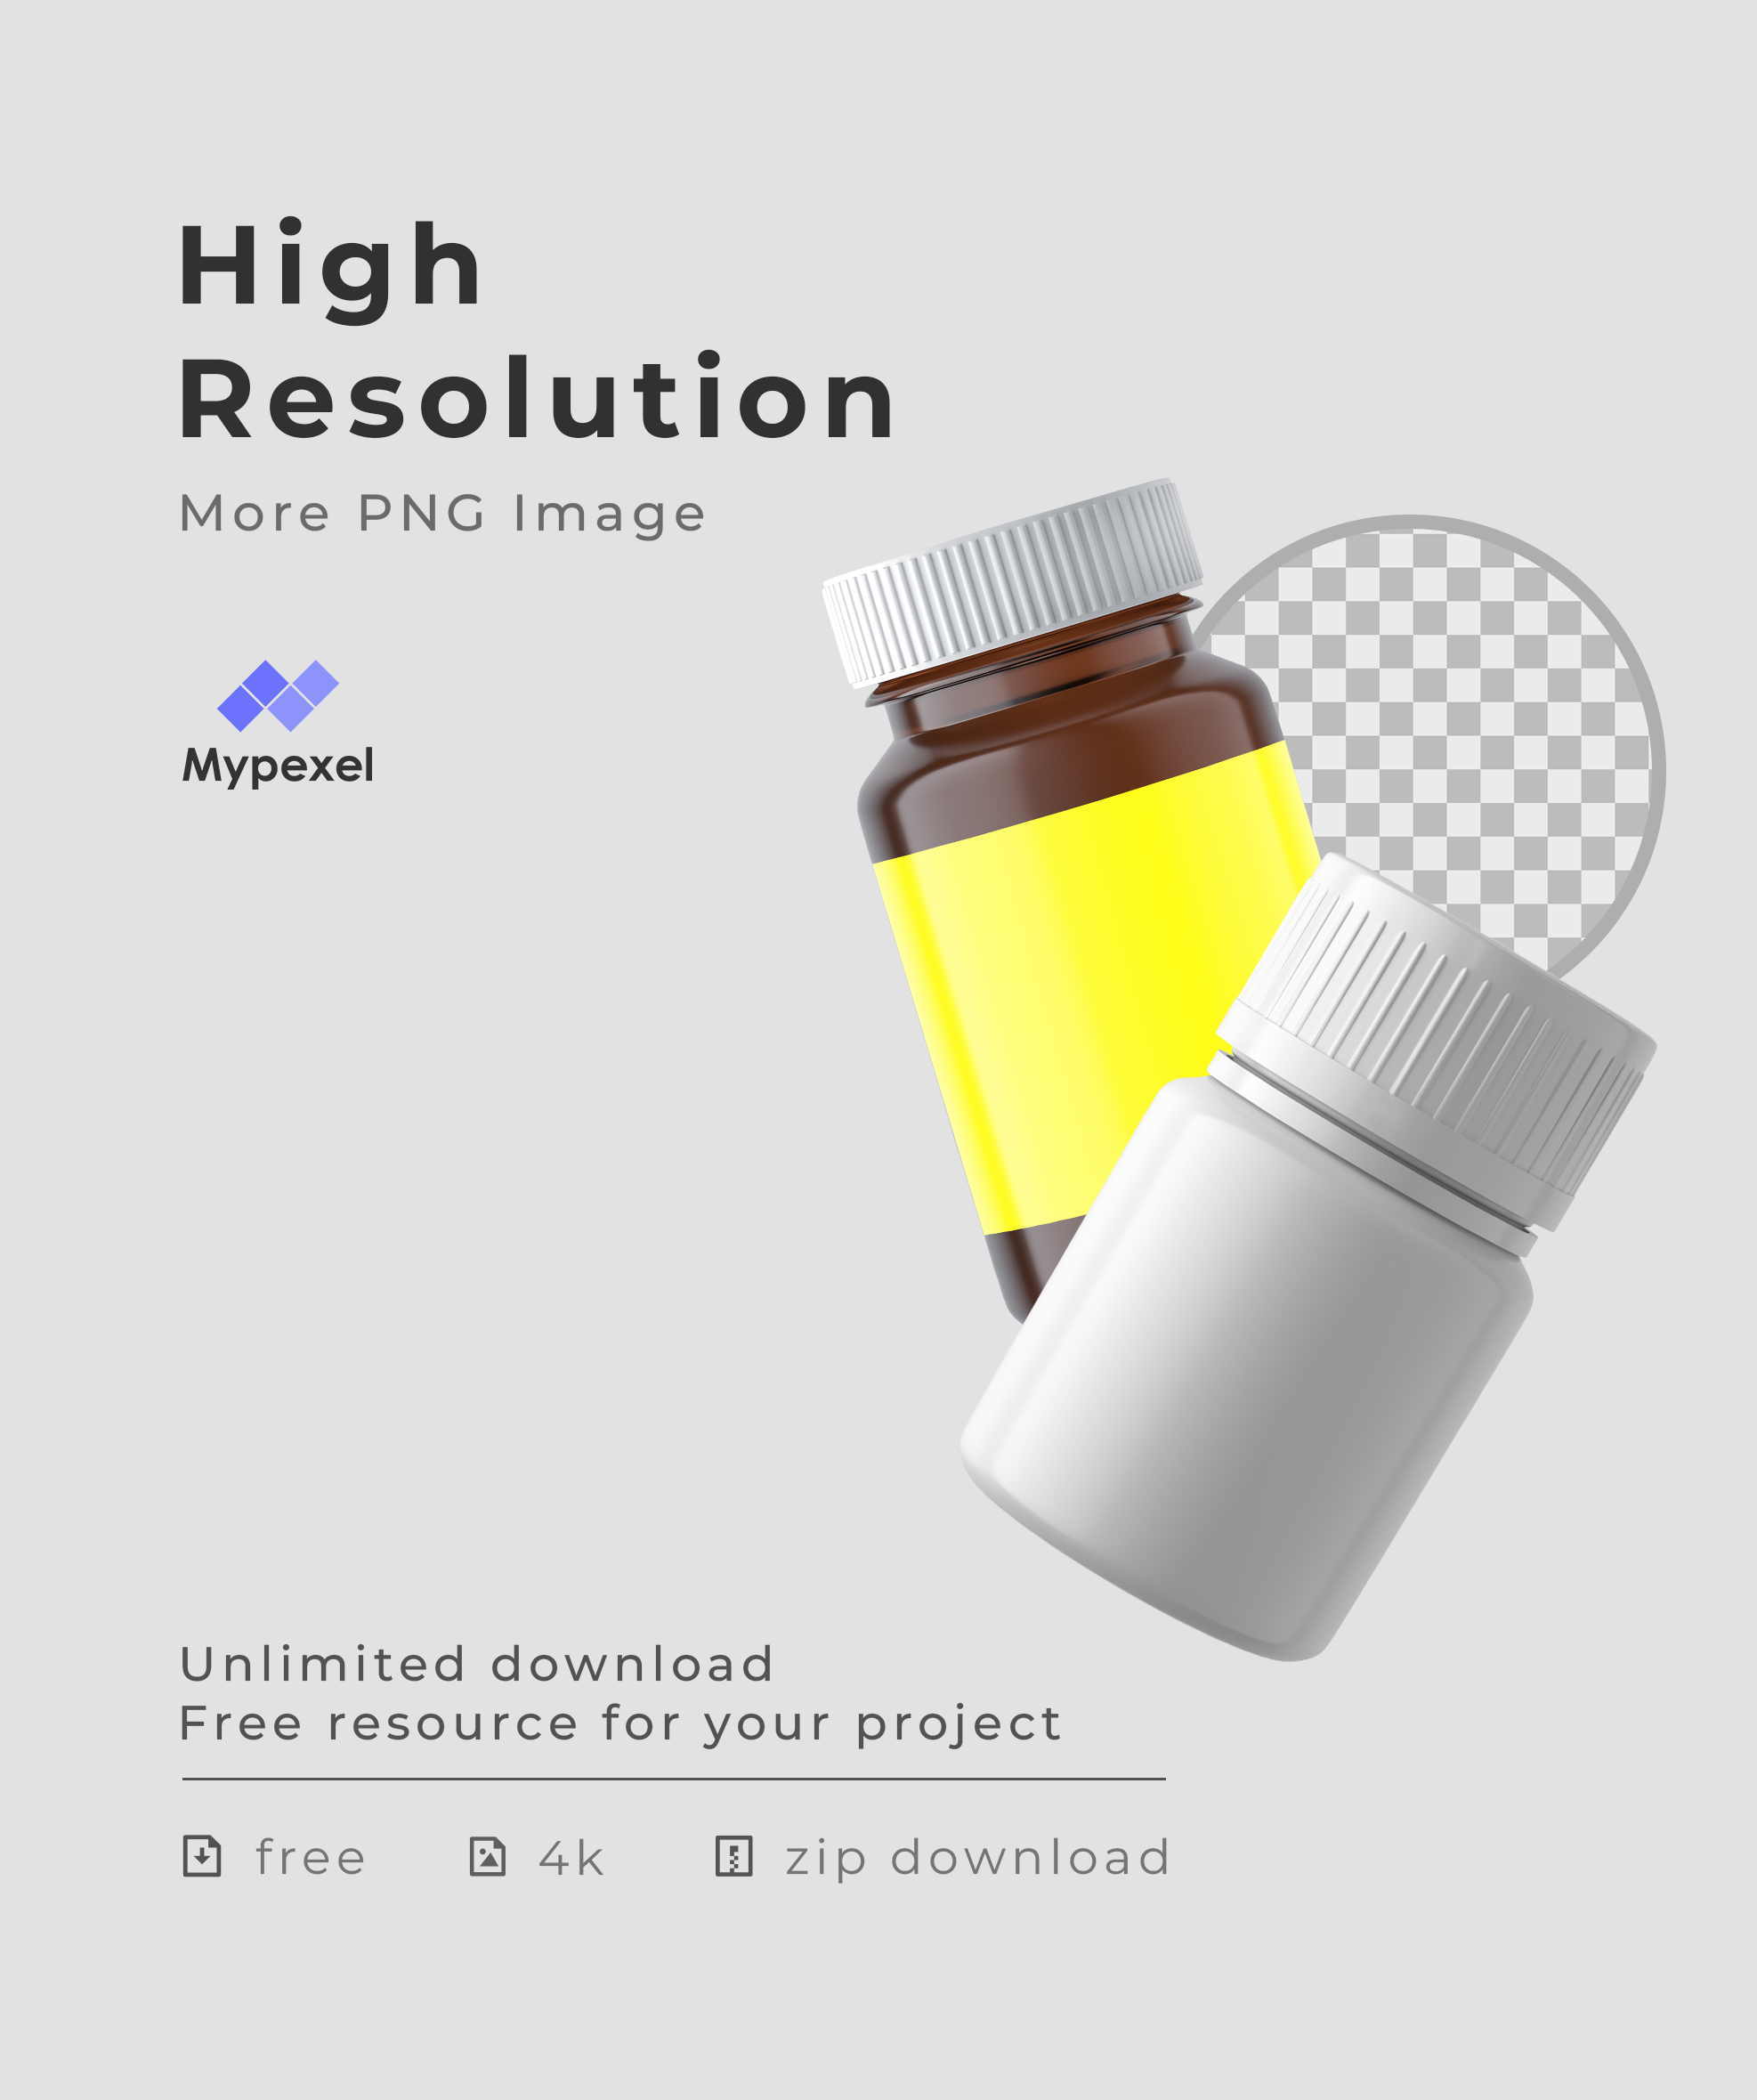 High
Resolution
More PNG Image
Mypexel
Unlimited download
Free resource for your project
free
4k
zip download